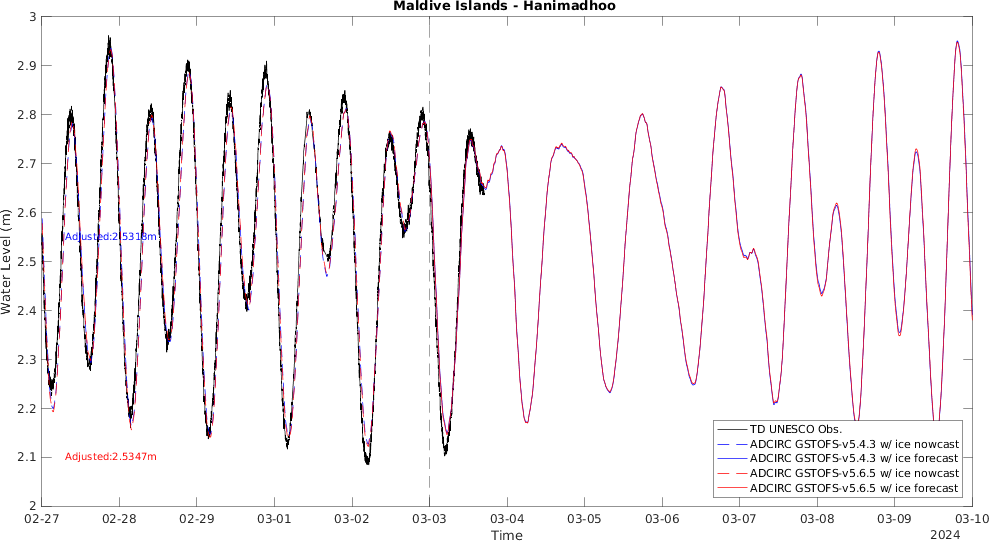 Maldive Islands - Hanimadhoo
3
2.9
2.8
2.7
2.6
2.5
2.4
2.3
2.2
2.1
2
Water Level (m)
Adjusted:2.5318m
Adjusted:2.5347m
TD UNESCO Obs.
ADCIRC GSTOFS-v5.4.3 w/ ice nowcast
ADCIRC GSTOFS-v5.4.3 w/ ice forecast
ADCIRC GSTOFS-v5.6.5 w/ ice nowcast
ADCIRC GSTOFS-v5.6.5 w/ ice forecast
02-27 02-28 02-29 03-01 03-02 03-03 03-04 03-05 03-06 03-07 03-08 03-09 03-10
Time
2024